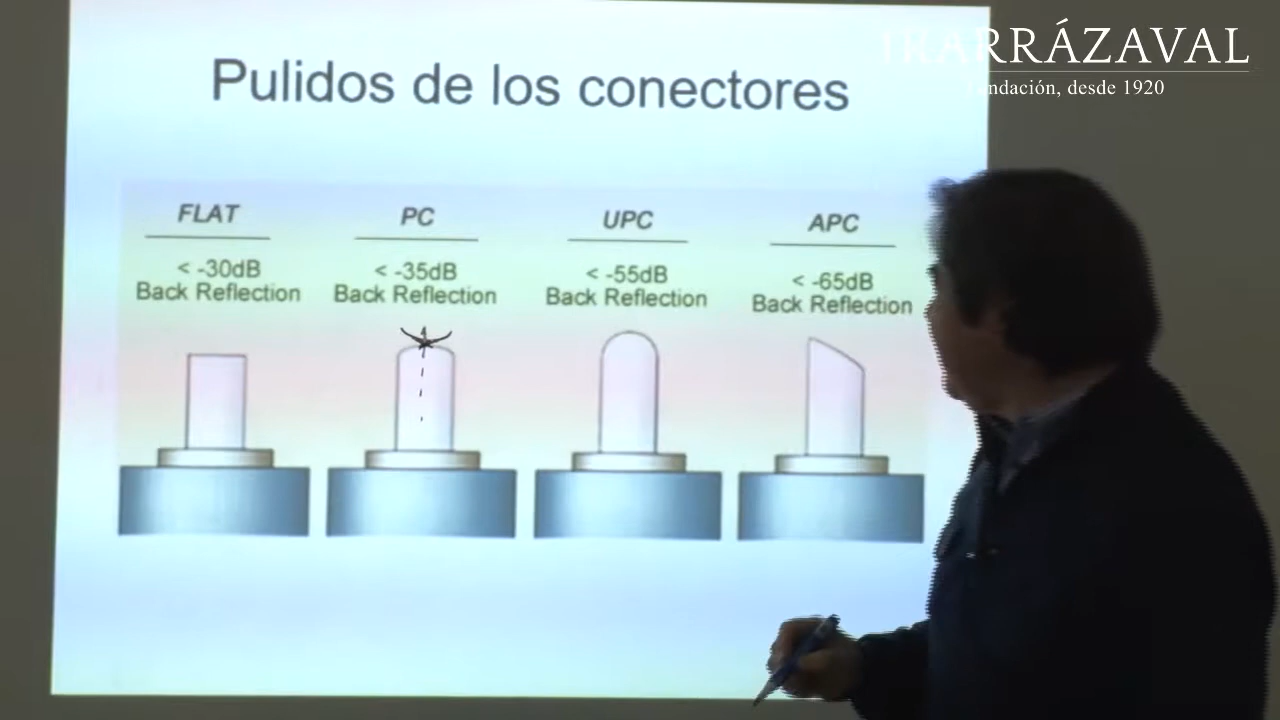 IRARRÁZAVAL
Fundación, desde 1920
Pulidos de los conectores
FLAT
< -30dB
Back Reflection
PC
< -35dB
Back Reflection
UPC
< -55dB
Back Reflection
APC
< -65dB
Back Reflection